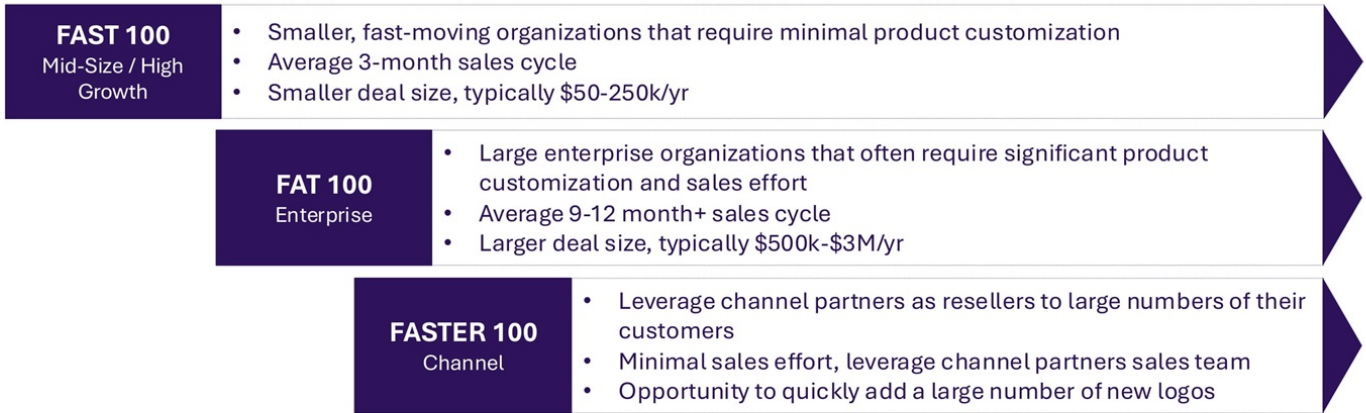 FAST 100
Mid-Size / High
Growth
• Smaller, fast-moving organizations that require minimal product customization
• Average 3-month sales cycle
• Smaller deal size, typically $50-250k/yr
FAT 100
Enterprise
• Large enterprise organizations that often require significant product
customization and sales effort
• Average 9-12 month+ sales cycle
• Larger deal size, typically $500k-$3M/yr
FASTER 100
Channel
• Leverage channel partners as resellers to large numbers of their
customers
• Minimal sales effort, leverage channel partners sales team
• Opportunity to quickly add a large number of new logos